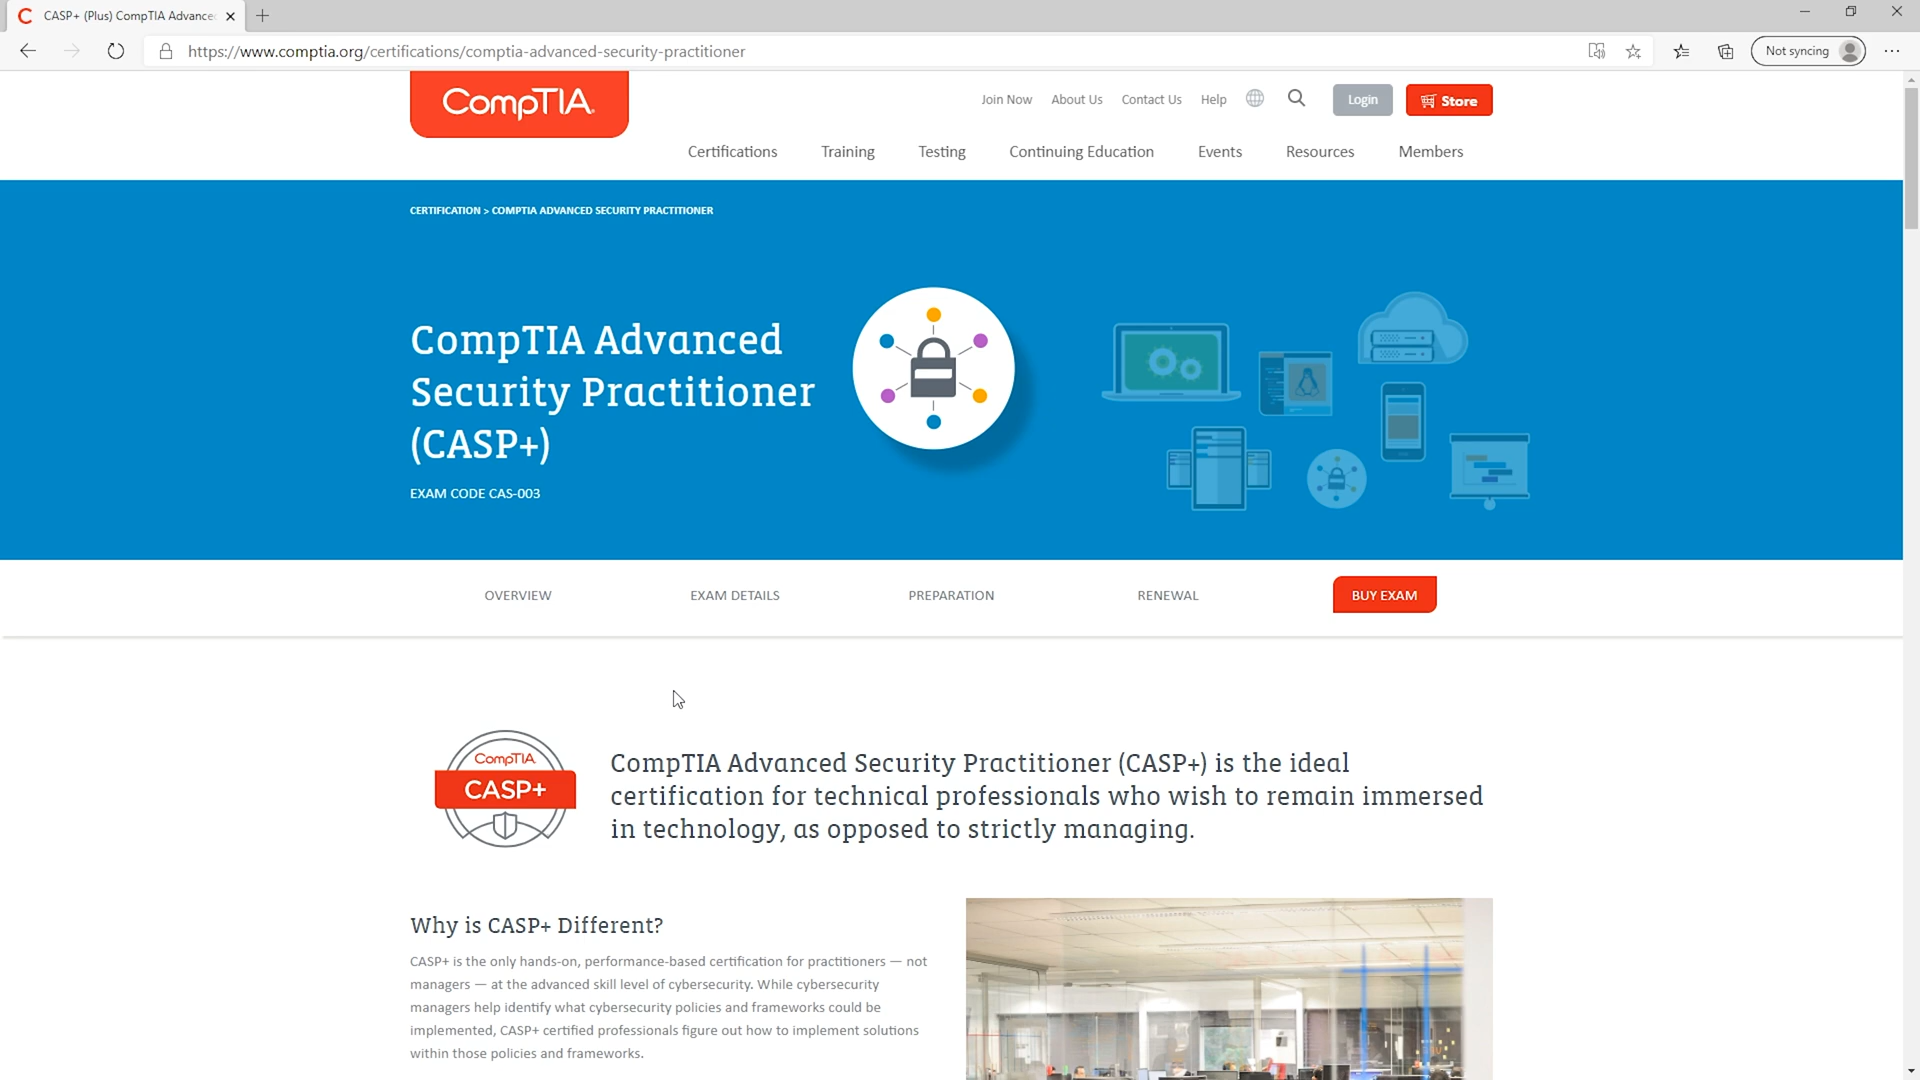 CASP+ (Plus) CompTIA Advanced
Not syncing
https://www.comptia.org/certifications/comptia-advanced-security-practitioner
CompTIA.
Join Now About Us Contact Us Help Login Store
Certifications Training Testing Continuing Education Events Resources Members
CERTIFICATION > COMPTIA ADVANCED SECURITY PRACTITIONER
CompTIA Advanced
Security Practitioner
(CASP+)
EXAM CODE CAS-003
OVERVIEW EXAM DETAILS PREPARATION RENEWAL BUY EXAM
CompTIA.
CASP+
CompTIA Advanced Security Practitioner (CASP+) is the ideal
certification for technical professionals who wish to remain immersed
in technology, as opposed to strictly managing.
Why is CASP+ Different?
CASP+ is the only hands-on, performance-based certification for practitioners — not
managers — at the advanced skill level of cybersecurity. While cybersecurity
managers help identify what cybersecurity policies and frameworks could be
implemented, CASP+ certified professionals figure out how to implement solutions
within those policies and frameworks.